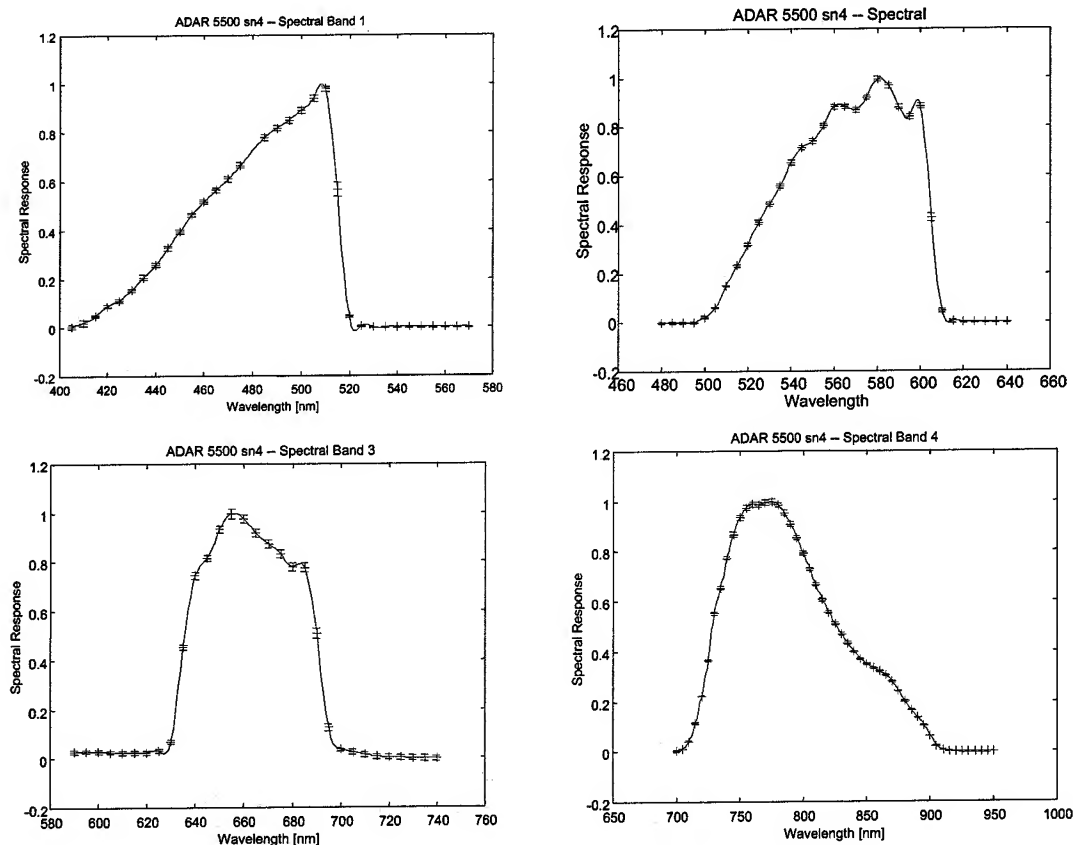 ADAR 5500 sn4 -- Spectral Band 1
1.2
1
0.8
0.6
0.4
0.2
0
-0.2
Spectral Response
400 420 440 460 480 500 520 540 560 580
Wavelength [nm]
ADAR 5500 sn4 -- Spectral
1.2
1
0.8
0.6
0.4
0.2
0
-0.2
Spectral Response
460 480 500 520 540 560 580 600 620 640 660
Wavelength
ADAR 5500 sn4 -- Spectral Band 3
1.2
1
0.8
0.6
0.4
0.2
0
-0.2
Spectral Response
580 600 620 640 660 680 700 720 740 760
Wavelength [nm]
ADAR 5500 sn4 -- Spectral Band 4
1.2
1
0.8
0.6
0.4
0.2
0
-0.2
Spectral Response
650 700 750 800 850 900 950 1000
Wavelength [nm]